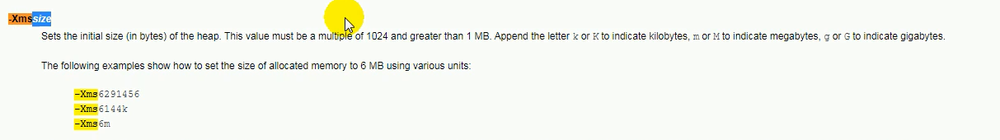 -Xmssize
Sets the initial size (in bytes) of the heap. This value must be a multiple of 1024 and greater than 1 MB. Append the letter k or K to indicate kilobytes, m or M to indicate megabytes, g or G to indicate gigabytes.
The following examples show how to set the size of allocated memory to 6 MB using various units:
-Xms6291456
-Xms6144k
-Xms6m